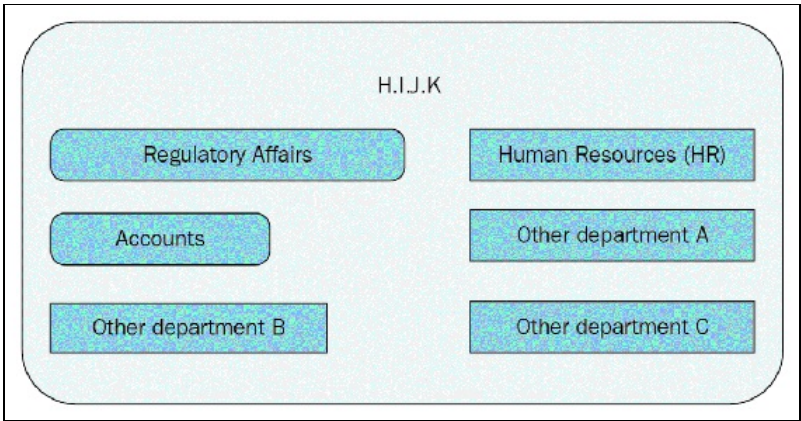 H.I.J.K
Regulatory Affairs
Human Resources (HR)
Accounts
Other department A
Other department B
Other department C